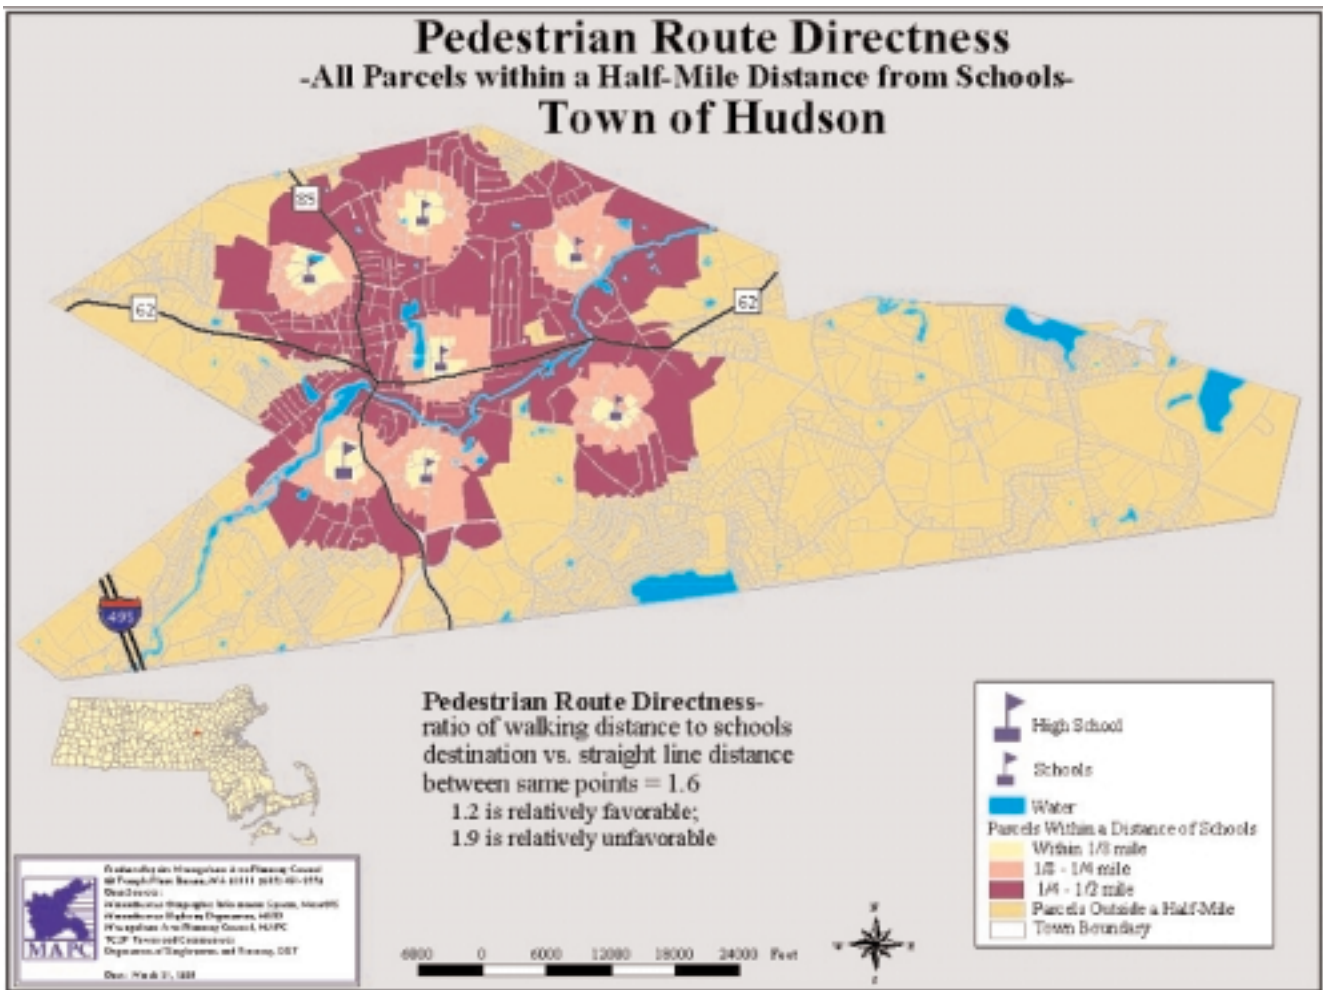 Pedestrian Route Directness
-All Parcels within a Half-Mile Distance from Schools-
Town of Hudson
85
62
62
495
Pedestrian Route Directness-
ratio of walking distance to schools
destination vs. straight line distance
between same points = 1.6
1.2 is relatively favorable;
1.9 is relatively unfavorable
High School
Schools
Water
Parcels Within a Distance of Schools
Within 1/8 mile
1/8 - 1/4 mile
1/4 - 1/2 mile
Parcels Outside a Half-Mile
Town Boundary
MAPC
6000 0 6000 12000 18000 24000 Feet